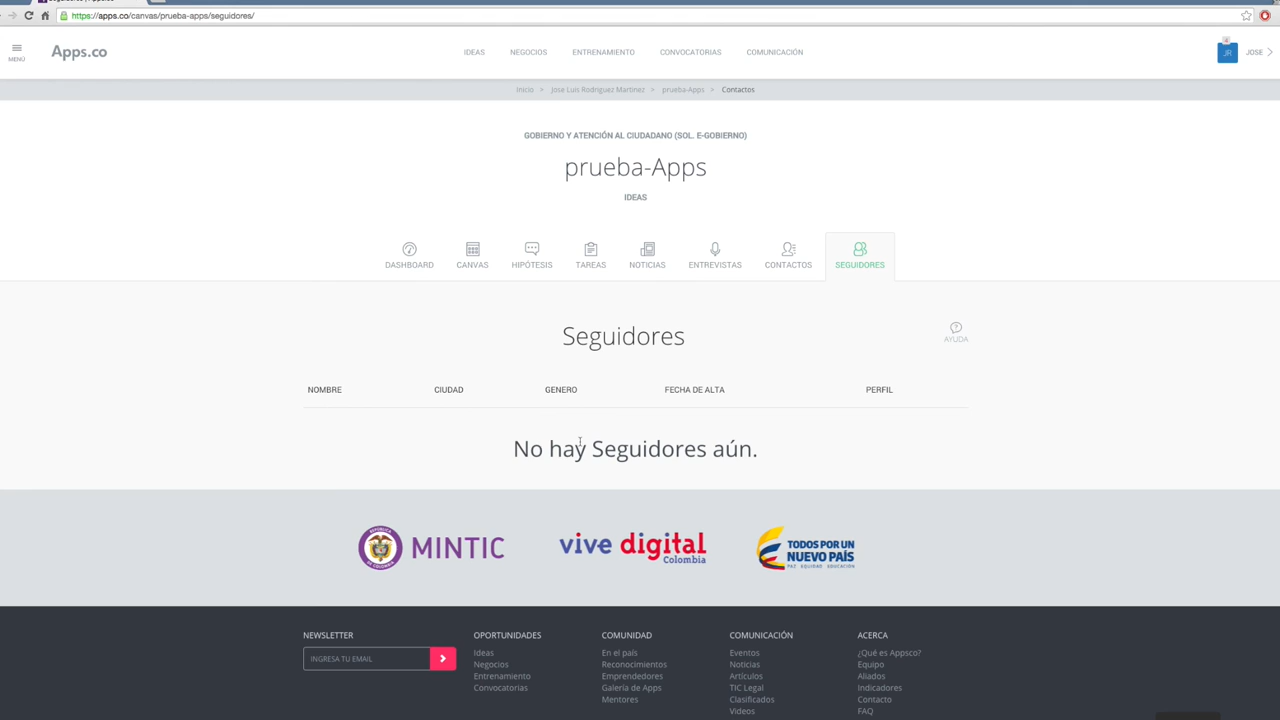 https://apps.co/canvas/prueba-apps/seguidores/
MENÚ
Apps.co
IDEAS NEGOCIOS ENTRENAMIENTO CONVOCATORIAS COMUNICACIÓN
JR JOSE
Inicio > Jose Luis Rodriguez Martinez > prueba-Apps > Contactos
GOBIERNO Y ATENCIÓN AL CIUDADANO (SOL. E-GOBIERNO)
prueba-Apps
IDEAS
DASHBOARD CANVAS HIPÓTESIS TAREAS NOTICIAS ENTREVISTAS CONTACTOS SEGUIDORES
Seguidores
AYUDA
NOMBRE CIUDAD GENERO FECHA DE ALTA PERFIL
No hay Seguidores aún.
MINTIC
vive digital
Colombia
TODOS POR UN
NUEVO PAÍS
PAZ EQUIDAD EDUCACIÓN
NEWSLETTER OPORTUNIDADES COMUNIDAD COMUNICACIÓN ACERCA
INGRESA TU EMAIL
Ideas En el país Eventos ¿Qué es Appsco?
Negocios Reconocimientos Noticias Equipo
Entrenamiento Emprendedores Artículos Aliados
Convocatorias Galería de Apps TIC Legal Indicadores
Mentores Clasificados Contacto
Videos FAQ